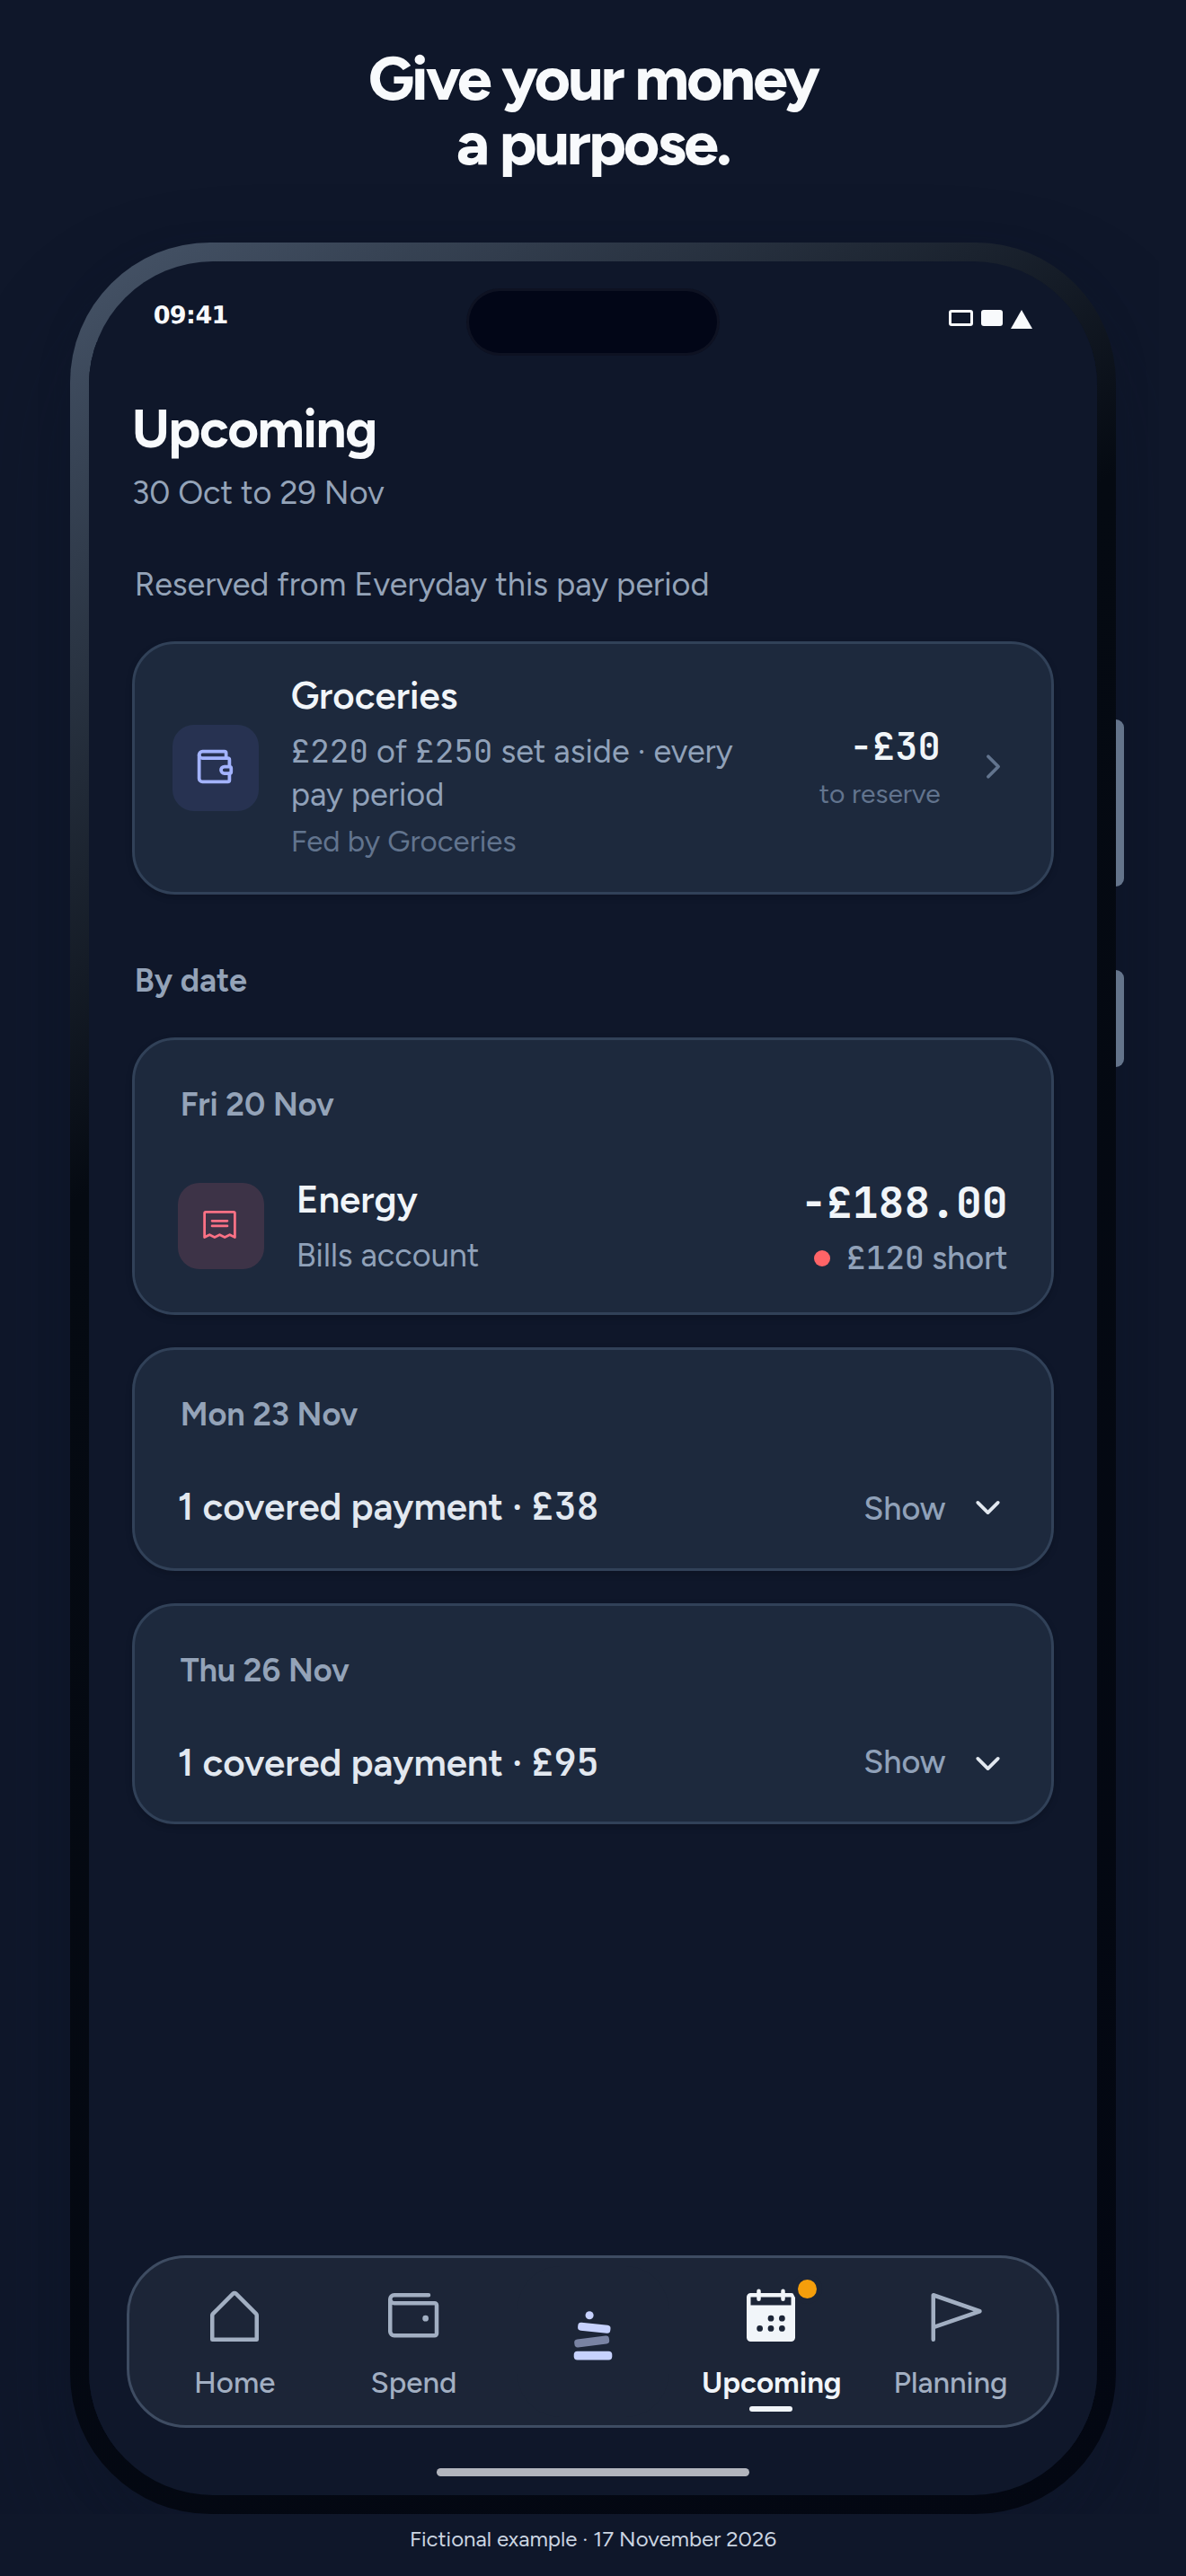 Give your money
a purpose.
09:41
Upcoming
30 Oct to 29 Nov
Reserved from Everyday this pay period
Groceries
£220 of £250 set aside · every
pay period
Fed by Groceries
-£30
to reserve
By date
Fri 20 Nov
Energy
Bills account
-£188.00
£120 short
Mon 23 Nov
1 covered payment · £38
Show
Thu 26 Nov
1 covered payment · £95
Show
Home
Spend
Upcoming
Planning
Fictional example · 17 November 2026